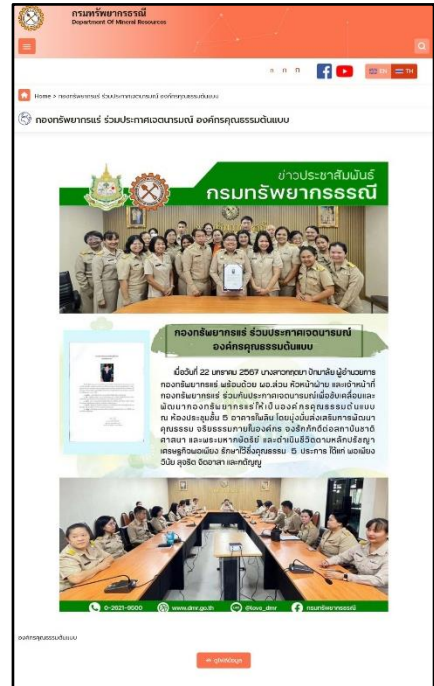 กรมทรัพยากรธรณี
Department Of Mineral Resources
ก ก ก
EN TH
Home > กองทรัพยากรแร่ ร่วมประกาศเจตนารมณ์ องค์กรคุณธรรมต้นแบบ
กองทรัพยากรแร่ ร่วมประกาศเจตนารมณ์ องค์กรคุณธรรมต้นแบบ
ข่าวประชาสัมพันธ์
กรมทรัพยากรธรณี
กองทรัพยากรแร่ ร่วมประกาศเจตนารมณ์
องค์กรคุณธรรมต้นแบบ
เมื่อวันที่ 22 มกราคม 2567 ผู้อำนวยการ
กองทรัพยากรแร่ พร้อมด้วย ผอ.ส่วน หัวหน้าฝ่าย และเจ้าหน้าที่
กองทรัพยากรแร่ ร่วมกันประกาศเจตนารมณ์เพื่อขับเคลื่อนและ
พัฒนากองทรัพยากรแร่ให้เป็นองค์กรคุณธรรมต้นแบบ
ณ ห้องประชุมชั้น 5 อาคารเพชร โดยมุ่งมั่นส่งเสริมการพัฒนา
คุณธรรม จริยธรรมภายในองค์กร จงรักภักดีต่อสถาบันชาติ
ศาสนา และพระมหากษัตริย์ และดำเนินชีวิตตามหลักปรัชญา
เศรษฐกิจพอเพียง รักษาไว้ซึ่งคุณธรรม 5 ประการ ได้แก่ พอเพียง
วินัย สุจริต จิตอาสา และกตัญญู
0-2621-9500 www.dmr.go.th @love_dmr กรมทรัพยากรธรณี
องค์กรคุณธรรมต้นแบบ